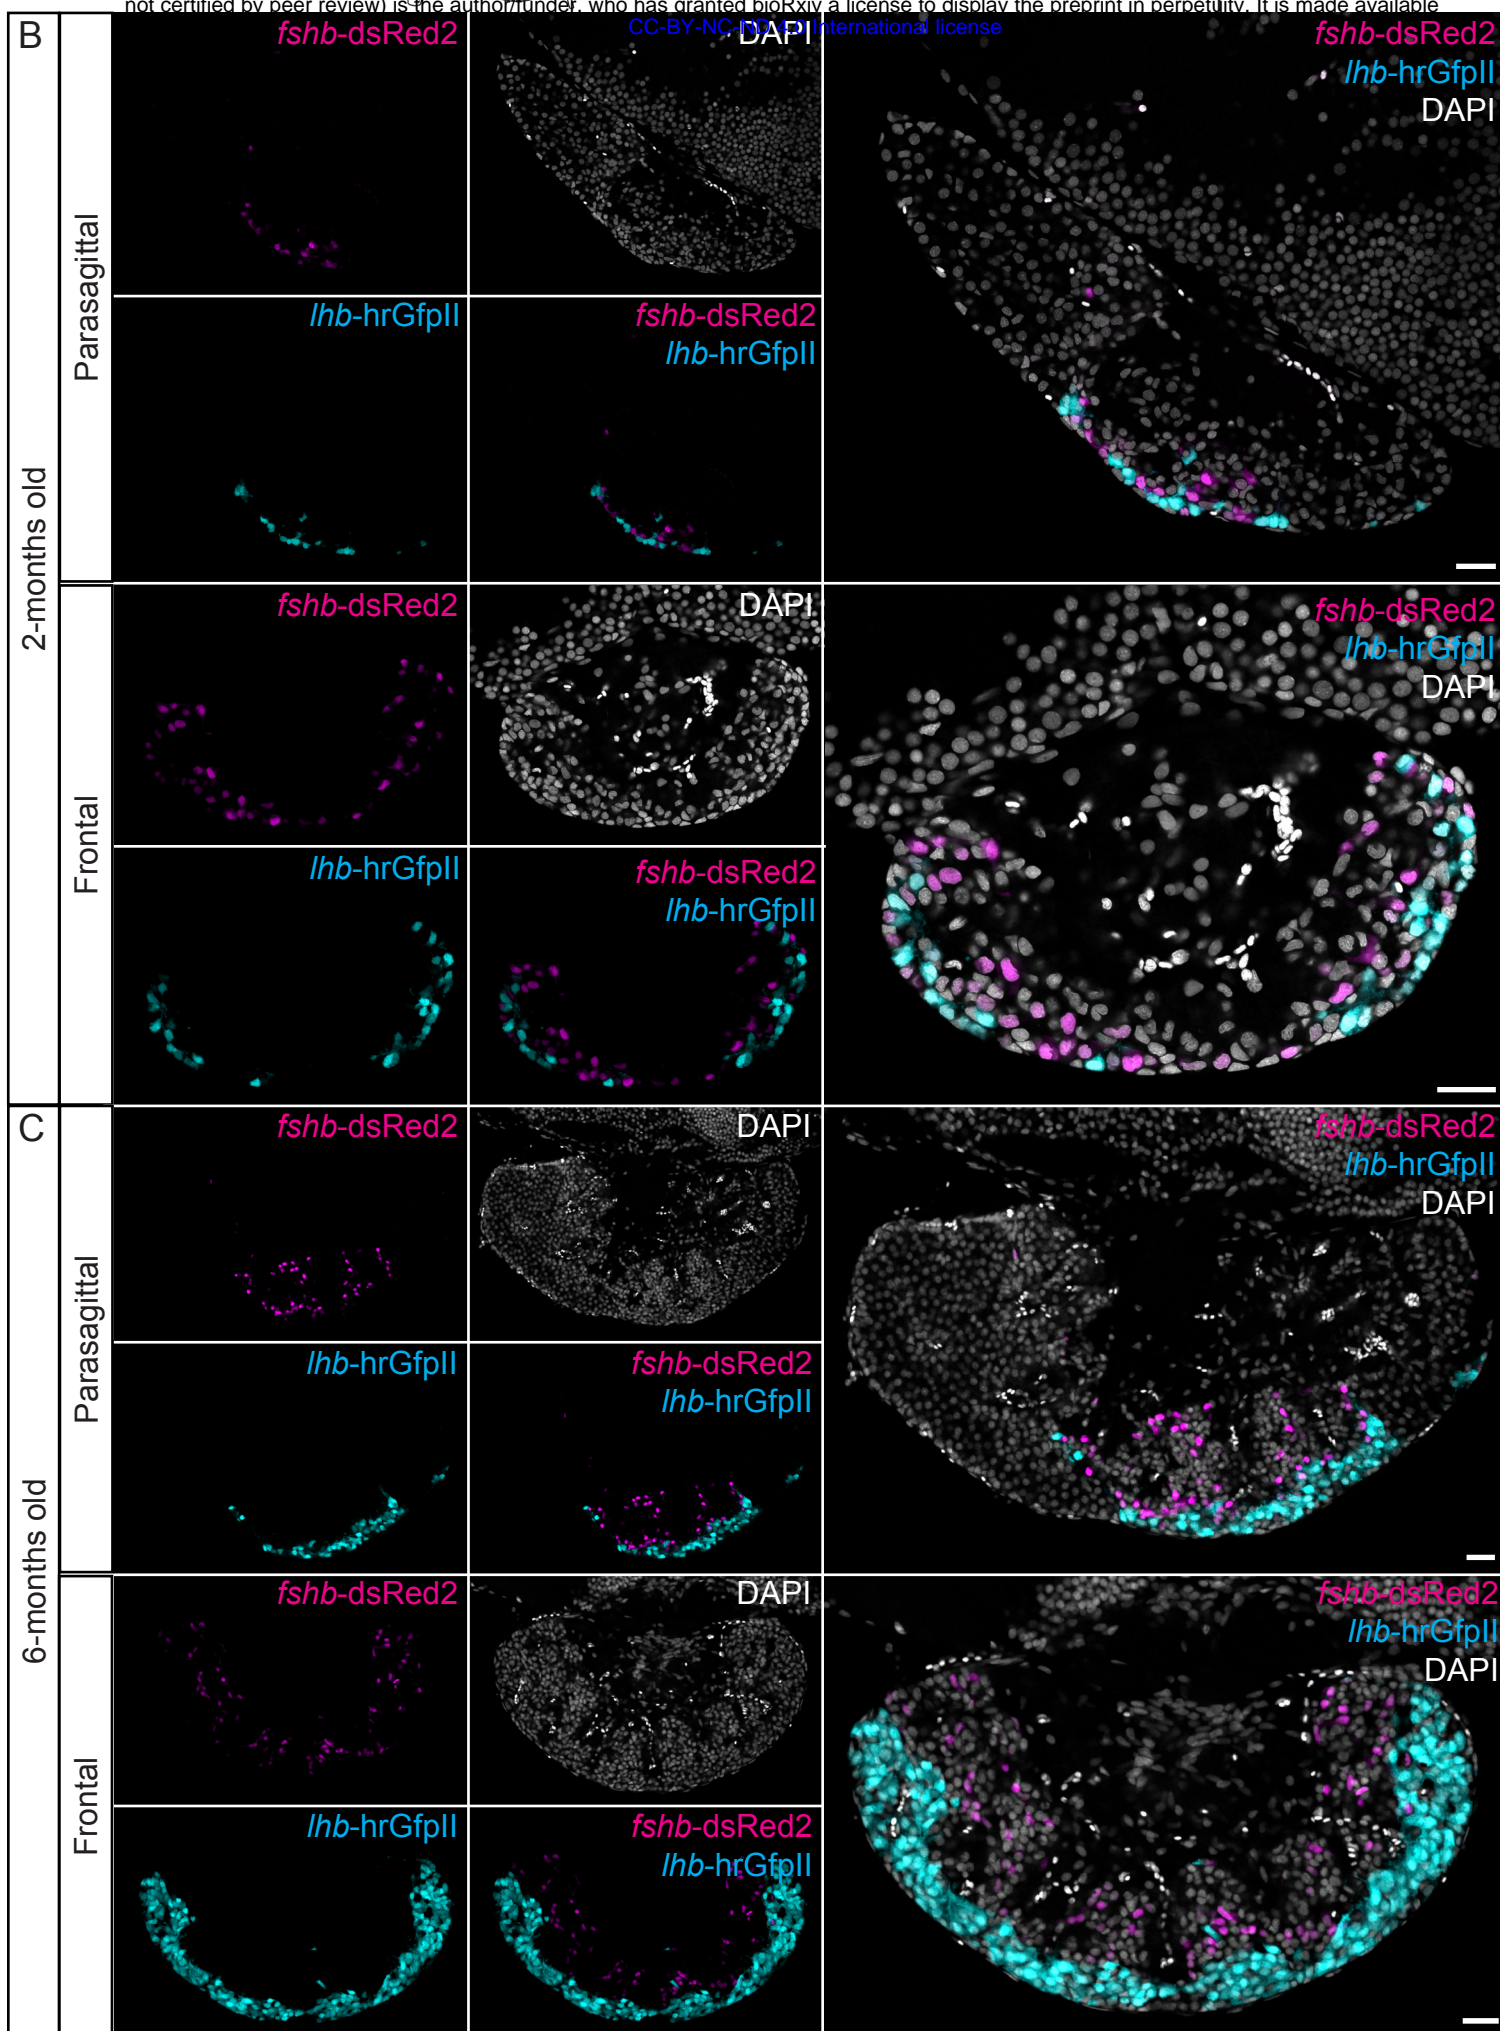 not certified by peer review) is the author/funder, who has granted bioRxiv a license to display the preprint in perpetuity. It is made available
CC-BY-NC-ND 4.0 International license
B
2-months old
Parasagittal
fshb-dsRed2
DAPI
fshb-dsRed2
lhb-hrGfpII
DAPI
lhb-hrGfpII
fshb-dsRed2
lhb-hrGfpII
Frontal
fshb-dsRed2
DAPI
fshb-dsRed2
lhb-hrGfpII
DAPI
lhb-hrGfpII
fshb-dsRed2
lhb-hrGfpII
C
6-months old
Parasagittal
fshb-dsRed2
DAPI
fshb-dsRed2
lhb-hrGfpII
DAPI
lhb-hrGfpII
fshb-dsRed2
lhb-hrGfpII
Frontal
fshb-dsRed2
DAPI
fshb-dsRed2
lhb-hrGfpII
DAPI
lhb-hrGfpII
fshb-dsRed2
lhb-hrGfpII